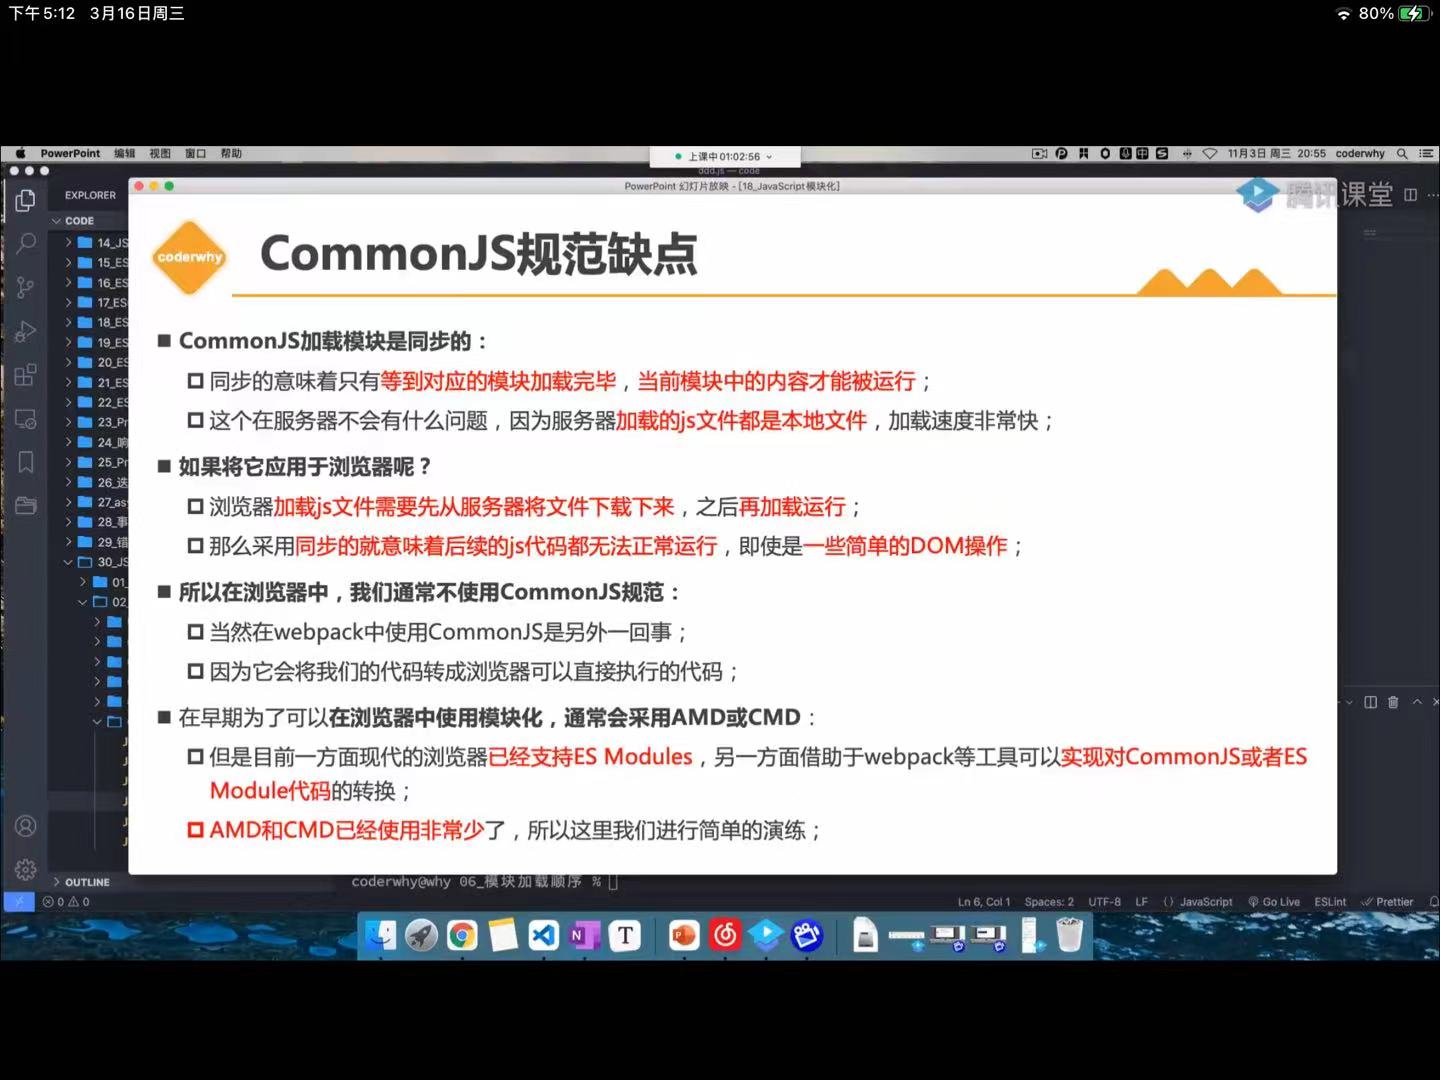 下午5:12 3月16日周三
80%
PowerPoint 编辑 视图 窗口 帮助
上课中 01:02:56
11月3日 周三 20:55 coderwhy
ddd.js — code
PowerPoint 幻灯片放映 - [18_JavaScript模块化]
腾讯课堂
EXPLORER
CODE
14_JS
15_ES
16_ES
17_ES
18_ES
19_ES
20_ES
21_ES
22_ES
23_Pr
24_响
25_Pr
26_迭
27_as
28_事
29_错
30_JS
01_
02_
OUTLINE
coderwhy
CommonJS规范缺点
CommonJS加载模块是同步的：
同步的意味着只有等到对应的模块加载完毕，当前模块中的内容才能被运行；
这个在服务器不会有什么问题，因为服务器加载的js文件都是本地文件，加载速度非常快；
如果将它应用于浏览器呢？
浏览器加载js文件需要先从服务器将文件下载下来，之后再加载运行；
那么采用同步的就意味着后续的js代码都无法正常运行，即使是一些简单的DOM操作；
所以在浏览器中，我们通常不使用CommonJS规范：
当然在webpack中使用CommonJS是另外一回事；
因为它会将我们的代码转成浏览器可以直接执行的代码；
在早期为了可以在浏览器中使用模块化，通常会采用AMD或CMD：
但是目前一方面现代的浏览器已经支持ES Modules，另一方面借助于webpack等工具可以实现对CommonJS或者ES
Module代码的转换；
AMD和CMD已经使用非常少了，所以这里我们进行简单的演练；
coderwhy@why 06_模块加载顺序 %
0 0
Ln 6, Col 1 Spaces: 2 UTF-8 LF {} JavaScript Go Live ESLint Prettier